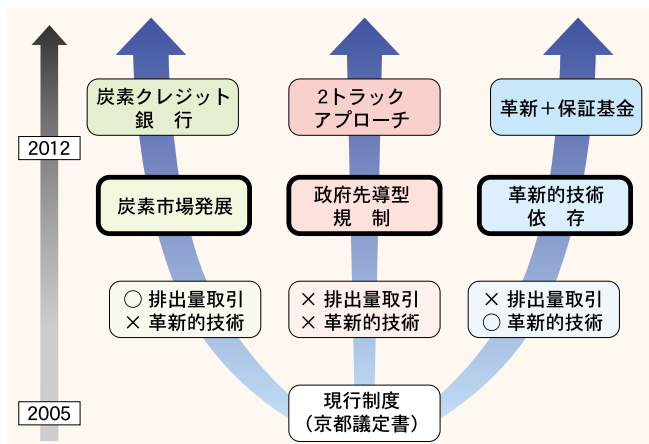 炭素クレジット
銀　行
2トラック
アプローチ
革新＋保証基金
2012
炭素市場発展
政府先導型
規　制
革新的技術
依　存
○ 排出量取引
× 革新的技術
× 排出量取引
× 革新的技術
× 排出量取引
○ 革新的技術
現行制度
（京都議定書）
2005